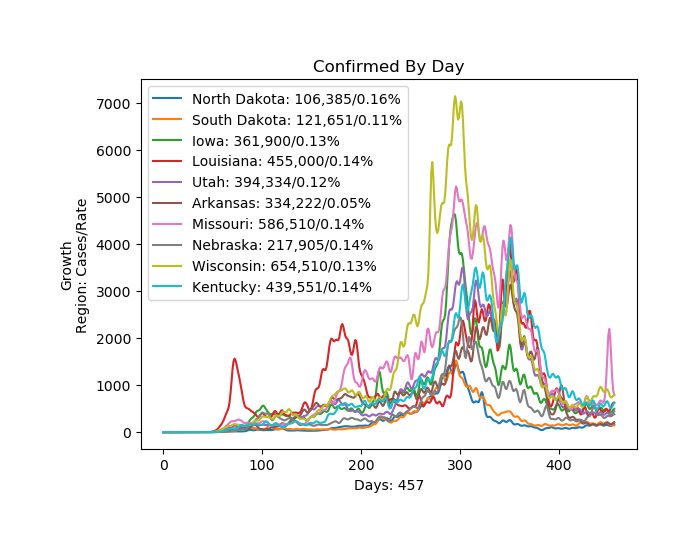 Confirmed By Day
7000
6000
5000
4000
3000
2000
1000
0
Growth
Region: Cases/Rate
North Dakota: 106,385/0.16%
South Dakota: 121,651/0.11%
Iowa: 361,900/0.13%
Louisiana: 455,000/0.14%
Utah: 394,334/0.12%
Arkansas: 334,222/0.05%
Missouri: 586,510/0.14%
Nebraska: 217,905/0.14%
Wisconsin: 654,510/0.13%
Kentucky: 439,551/0.14%
0 100 200 300 400
Days: 457